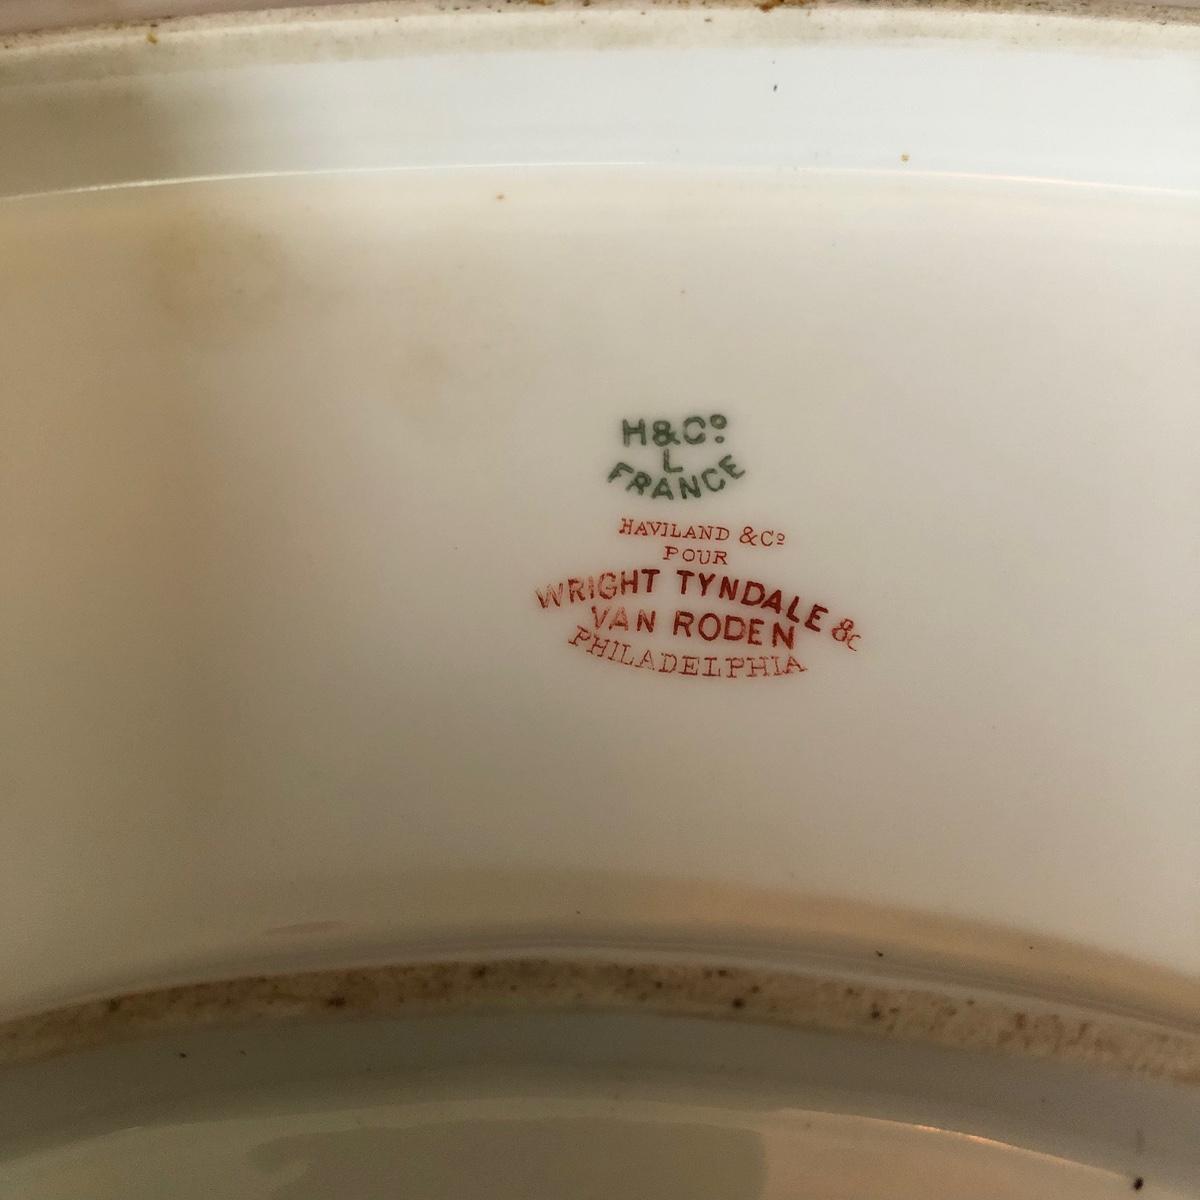 H&Cº
L
FRANCE
HAVILAND & Cº
POUR
WRIGHT TYNDALE &
VAN RODEN
PHILADELPHIA